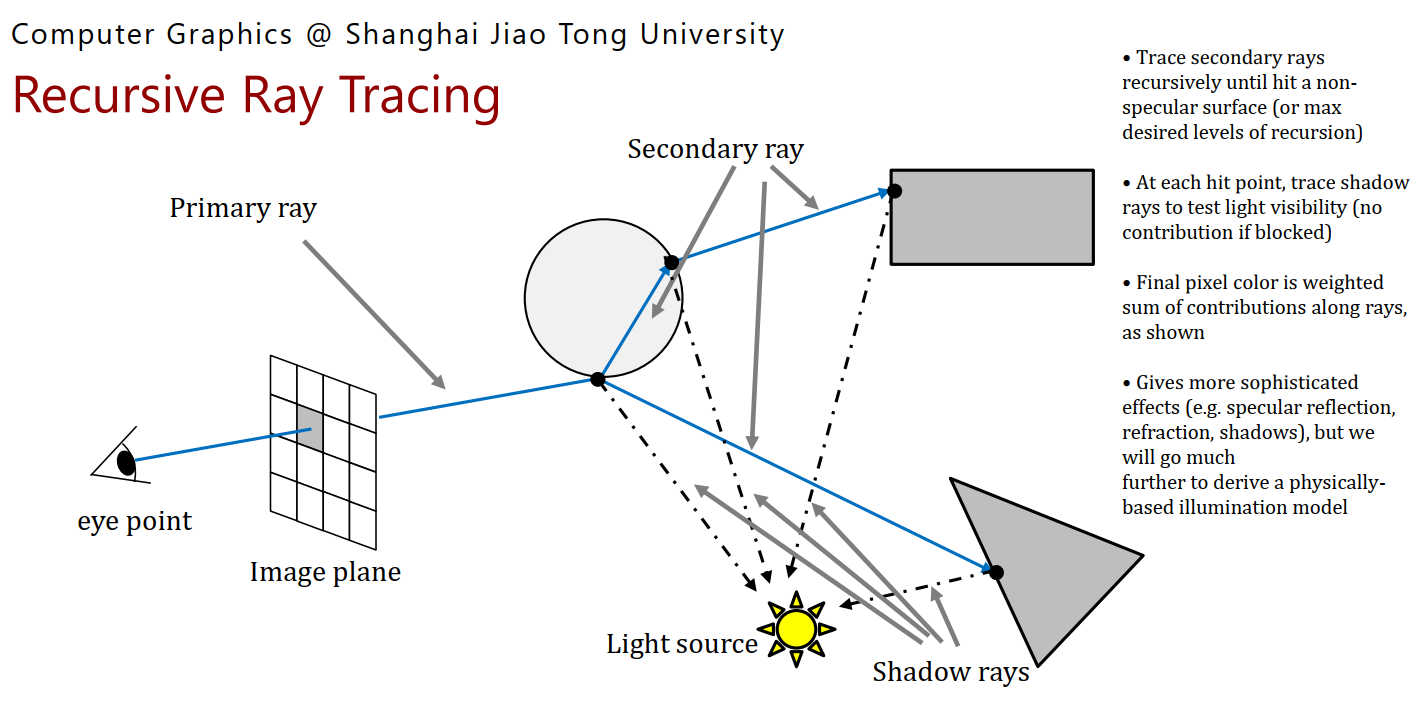 Computer Graphics @ Shanghai Jiao Tong University
Recursive Ray Tracing
Secondary ray
Primary ray
eye point
Image plane
Light source
Shadow rays
• Trace secondary rays
recursively until hit a non-
specular surface (or max
desired levels of recursion)
• At each hit point, trace shadow
rays to test light visibility (no
contribution if blocked)
• Final pixel color is weighted
sum of contributions along rays,
as shown
• Gives more sophisticated
effects (e.g. specular reflection,
refraction, shadows), but we
will go much
further to derive a physically-
based illumination model